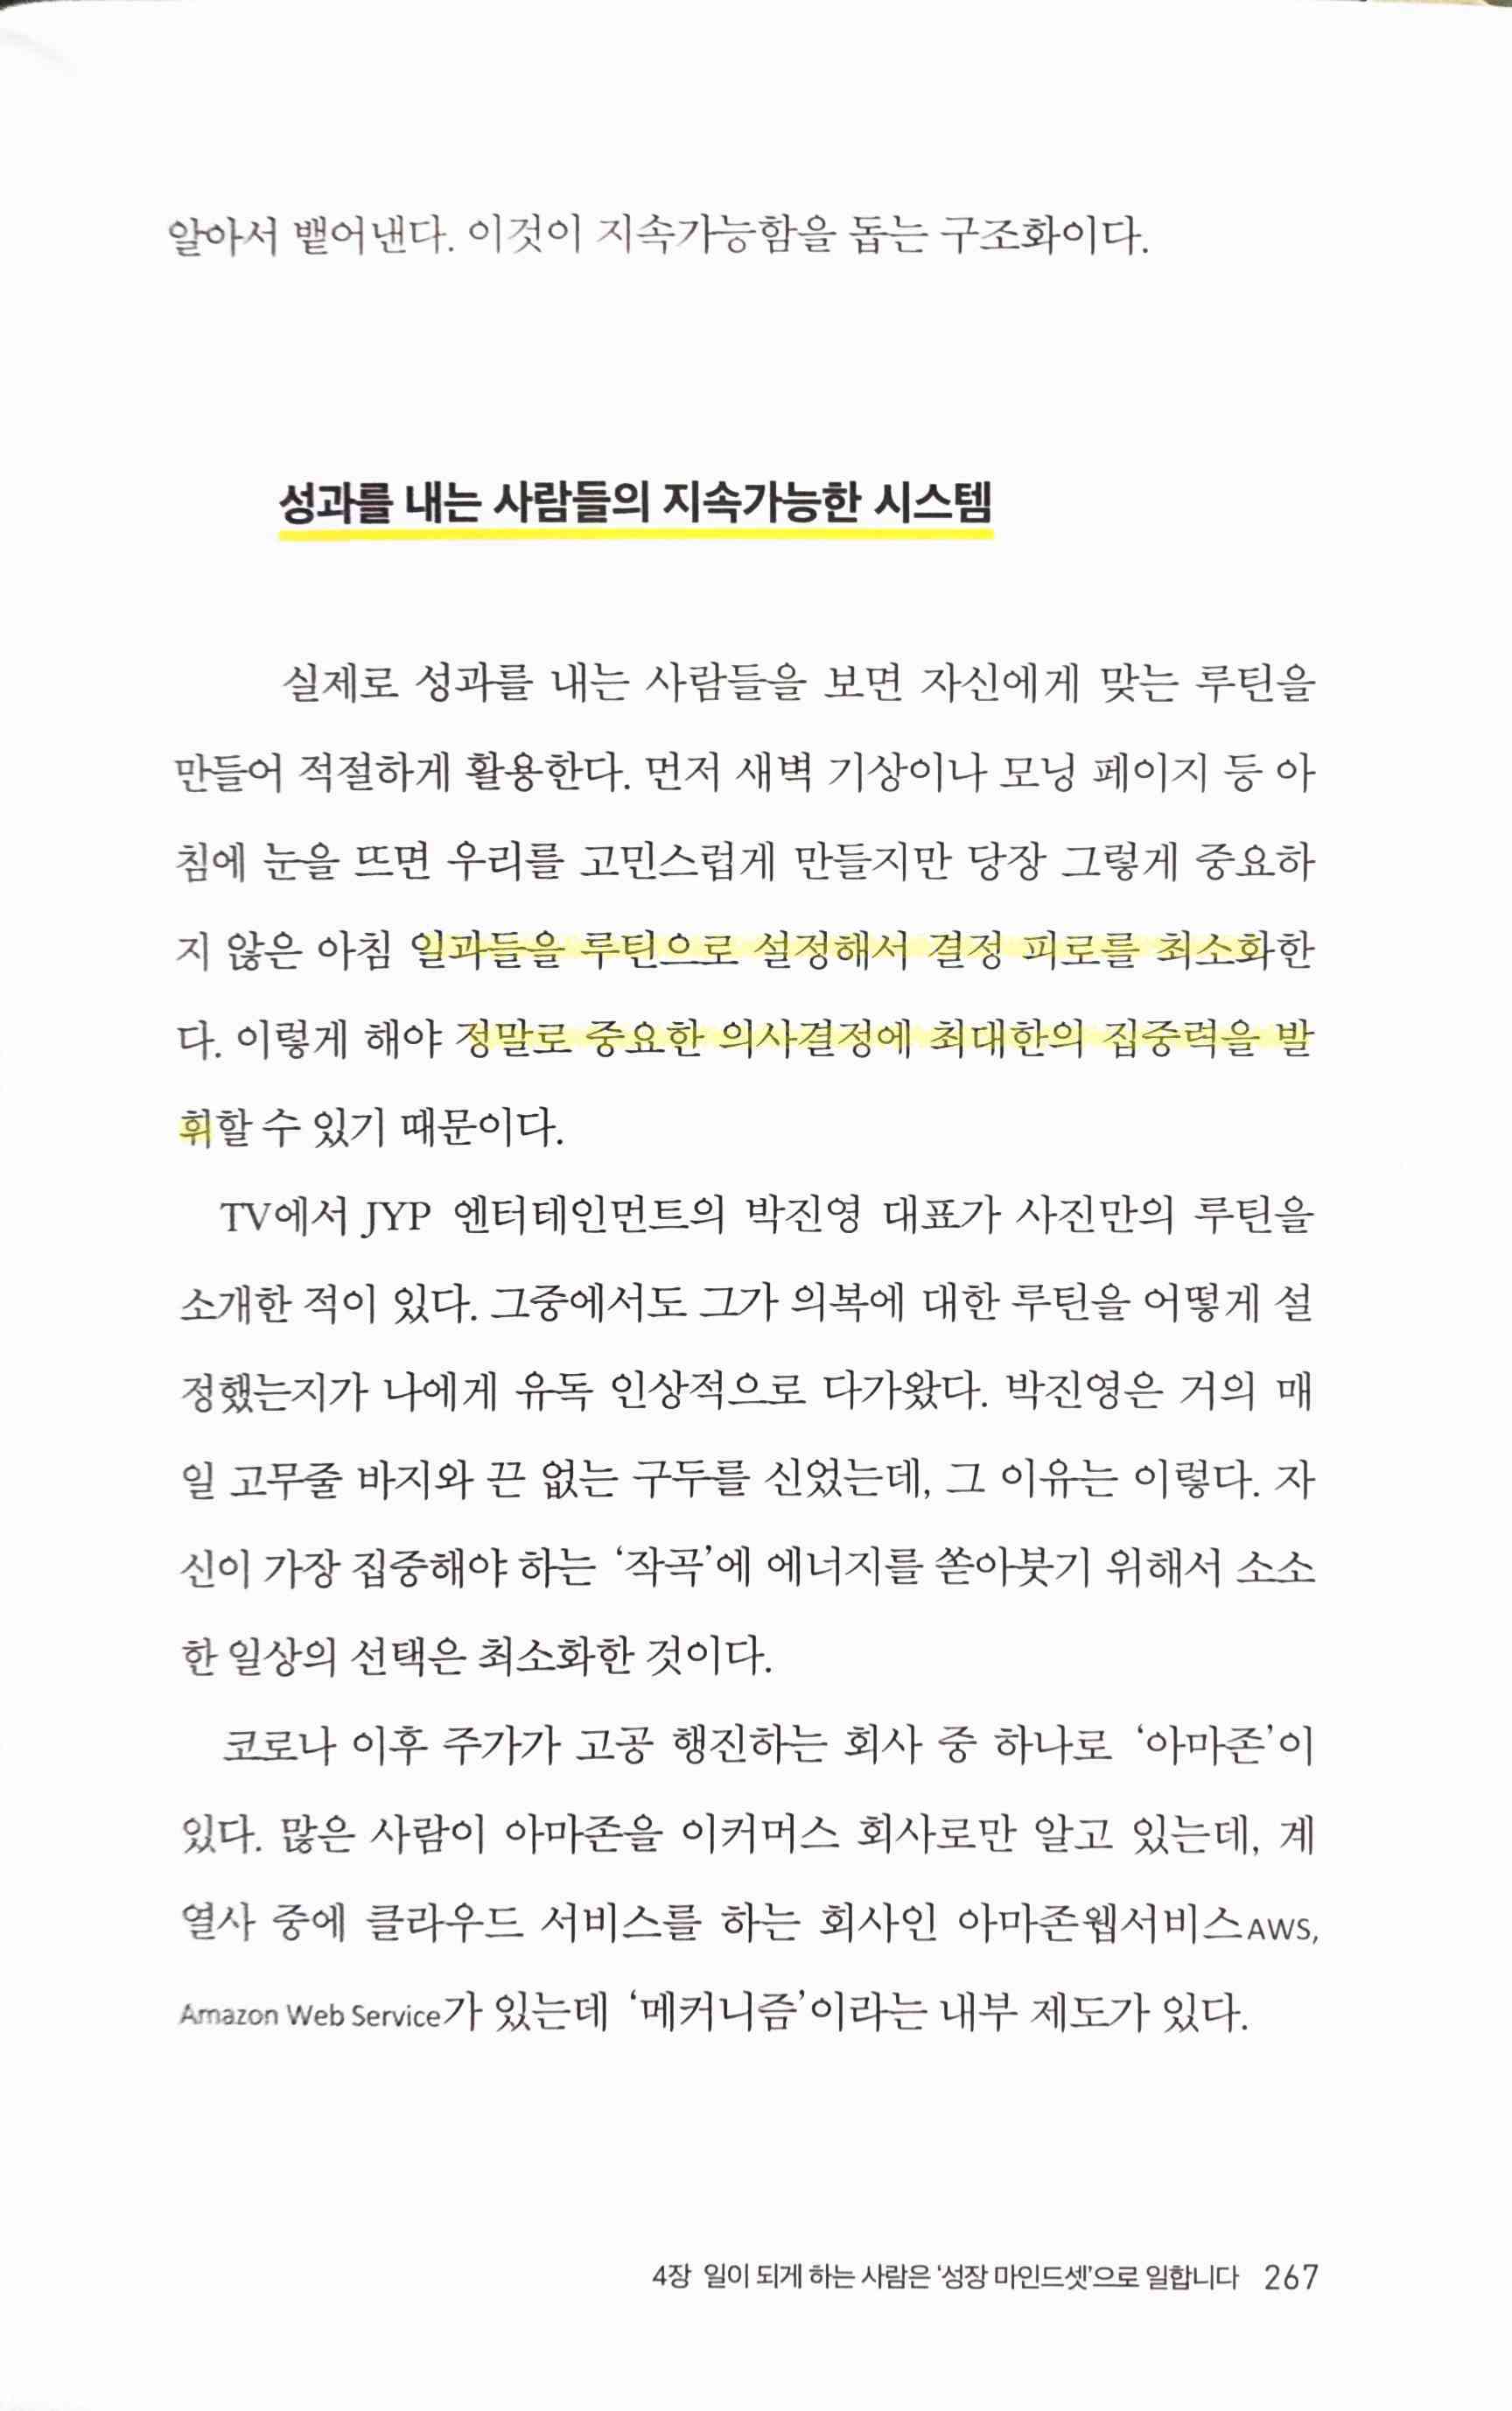 알아서 뱉어낸다. 이것이 지속가능함을 돕는 구조화이다.
성과를 내는 사람들의 지속가능한 시스템
실제로 성과를 내는 사람들을 보면 자신에게 맞는 루틴을
만들어 적절하게 활용한다. 먼저 새벽 기상이나 모닝 페이지 등 아
침에 눈을 뜨면 우리를 고민스럽게 만들지만 당장 그렇게 중요하
지 않은 아침 일과들을 루틴으로 설정해서 결정 피로를 최소화한
다. 이렇게 해야 정말로 중요한 의사결정에 최대한의 집중력을 발
휘할 수 있기 때문이다.
TV에서 JYP 엔터테인먼트의 박진영 대표가 사진만의 루틴을
소개한 적이 있다. 그중에서도 그가 의복에 대한 루틴을 어떻게 설
정했는지가 나에게 유독 인상적으로 다가왔다. 박진영은 거의 매
일 고무줄 바지와 끈 없는 구두를 신었는데, 그 이유는 이렇다. 자
신이 가장 집중해야 하는 ‘작곡’에 에너지를 쏟아붓기 위해서 소소
한 일상의 선택은 최소화한 것이다.
코로나 이후 주가가 고공 행진하는 회사 중 하나로 ‘아마존’이
있다. 많은 사람이 아마존을 이커머스 회사로만 알고 있는데, 계
열사 중에 클라우드 서비스를 하는 회사인 아마존웹서비스AWS,
Amazon Web Service가 있는데 ‘메커니즘’이라는 내부 제도가 있다.
4장 일이 되게 하는 사람은 ‘성장 마인드셋’으로 일합니다 267